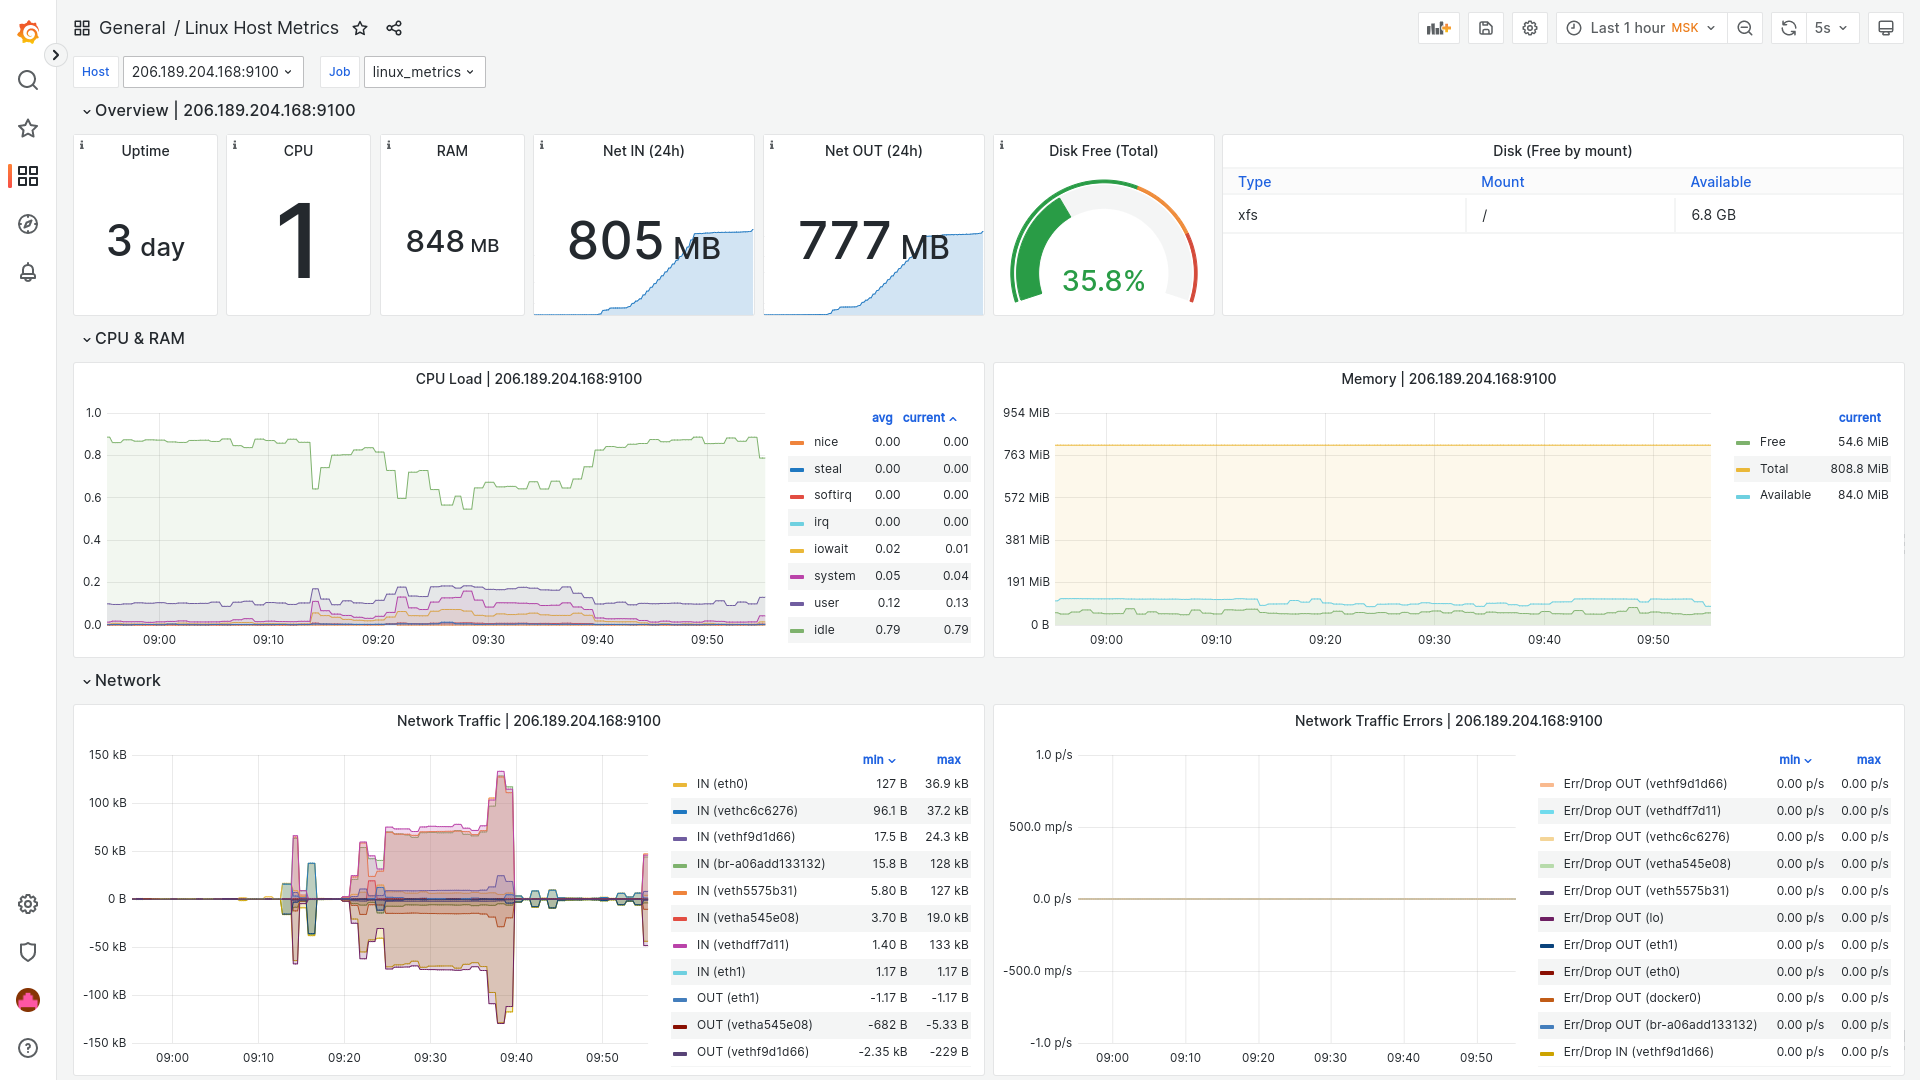 General / Linux Host Metrics
Last 1 hour MSK
5s
Host 206.189.204.168:9100 Job linux_metrics
Overview | 206.189.204.168:9100
i Uptime
3 day
i CPU
1
i RAM
848 MB
i Net IN (24h)
805 MB
i Net OUT (24h)
777 MB
i Disk Free (Total)
35.8%
Disk (Free by mount)
Type Mount Available
xfs / 6.8 GB
CPU & RAM
CPU Load | 206.189.204.168:9100
1.0
0.8
0.6
0.4
0.2
0.0
09:00 09:10 09:20 09:30 09:40 09:50
avg current
nice 0.00 0.00
steal 0.00 0.00
softirq 0.00 0.00
irq 0.00 0.00
iowait 0.02 0.01
system 0.05 0.04
user 0.12 0.13
idle 0.79 0.79
Memory | 206.189.204.168:9100
954 MiB
763 MiB
572 MiB
381 MiB
191 MiB
0 B
09:00 09:10 09:20 09:30 09:40 09:50
current
Free 54.6 MiB
Total 808.8 MiB
Available 84.0 MiB
Network
Network Traffic | 206.189.204.168:9100
150 kB
100 kB
50 kB
0 B
-50 kB
-100 kB
-150 kB
09:00 09:10 09:20 09:30 09:40 09:50
min max
IN (eth0) 127 B 36.9 kB
IN (vethc6c6276) 96.1 B 37.2 kB
IN (vethf9d1d66) 17.5 B 24.3 kB
IN (br-a06add133132) 15.8 B 128 kB
IN (veth5575b31) 5.80 B 127 kB
IN (vetha545e08) 3.70 B 19.0 kB
IN (vethdff7d11) 1.40 B 133 kB
IN (eth1) 1.17 B 1.17 B
OUT (eth1) -1.17 B -1.17 B
OUT (vetha545e08) -682 B -5.33 B
OUT (vethf9d1d66) -2.35 kB -229 B
Network Traffic Errors | 206.189.204.168:9100
1.0 p/s
500.0 mp/s
0.0 p/s
-500.0 mp/s
-1.0 p/s
09:00 09:10 09:20 09:30 09:40 09:50
min max
Err/Drop OUT (vethf9d1d66) 0.00 p/s 0.00 p/s
Err/Drop OUT (vethdff7d11) 0.00 p/s 0.00 p/s
Err/Drop OUT (vethc6c6276) 0.00 p/s 0.00 p/s
Err/Drop OUT (vetha545e08) 0.00 p/s 0.00 p/s
Err/Drop OUT (veth5575b31) 0.00 p/s 0.00 p/s
Err/Drop OUT (lo) 0.00 p/s 0.00 p/s
Err/Drop OUT (eth1) 0.00 p/s 0.00 p/s
Err/Drop OUT (eth0) 0.00 p/s 0.00 p/s
Err/Drop OUT (docker0) 0.00 p/s 0.00 p/s
Err/Drop OUT (br-a06add133132) 0.00 p/s 0.00 p/s
Err/Drop IN (vethf9d1d66) 0.00 p/s 0.00 p/s